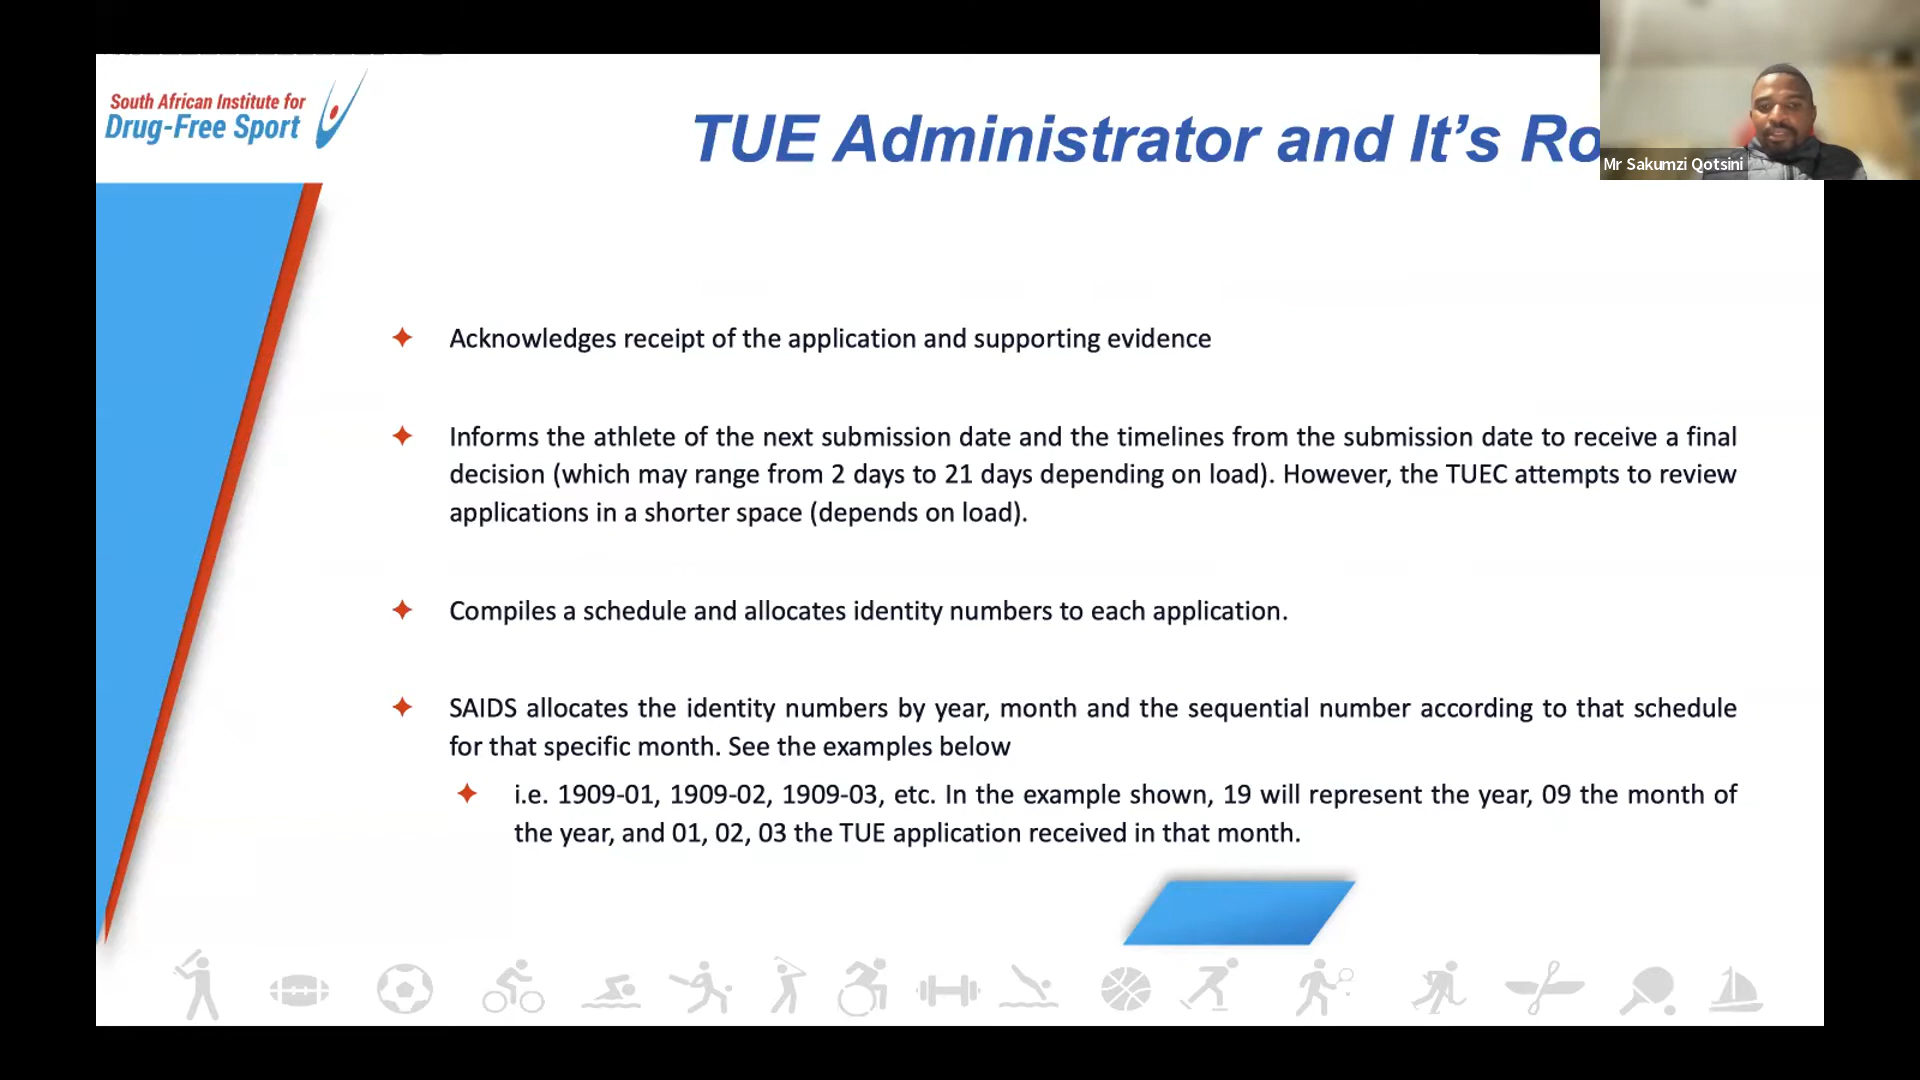 South African Institute for
Drug-Free Sport
TUE Administrator and It's Ro
Mr Sakumzi Qotsini
Acknowledges receipt of the application and supporting evidence
Informs the athlete of the next submission date and the timelines from the submission date to receive a final
decision (which may range from 2 days to 21 days depending on load). However, the TUEC attempts to review
applications in a shorter space (depends on load).
Compiles a schedule and allocates identity numbers to each application.
SAIDS allocates the identity numbers by year, month and the sequential number according to that schedule
for that specific month. See the examples below
i.e. 1909-01, 1909-02, 1909-03, etc. In the example shown, 19 will represent the year, 09 the month of
the year, and 01, 02, 03 the TUE application received in that month.